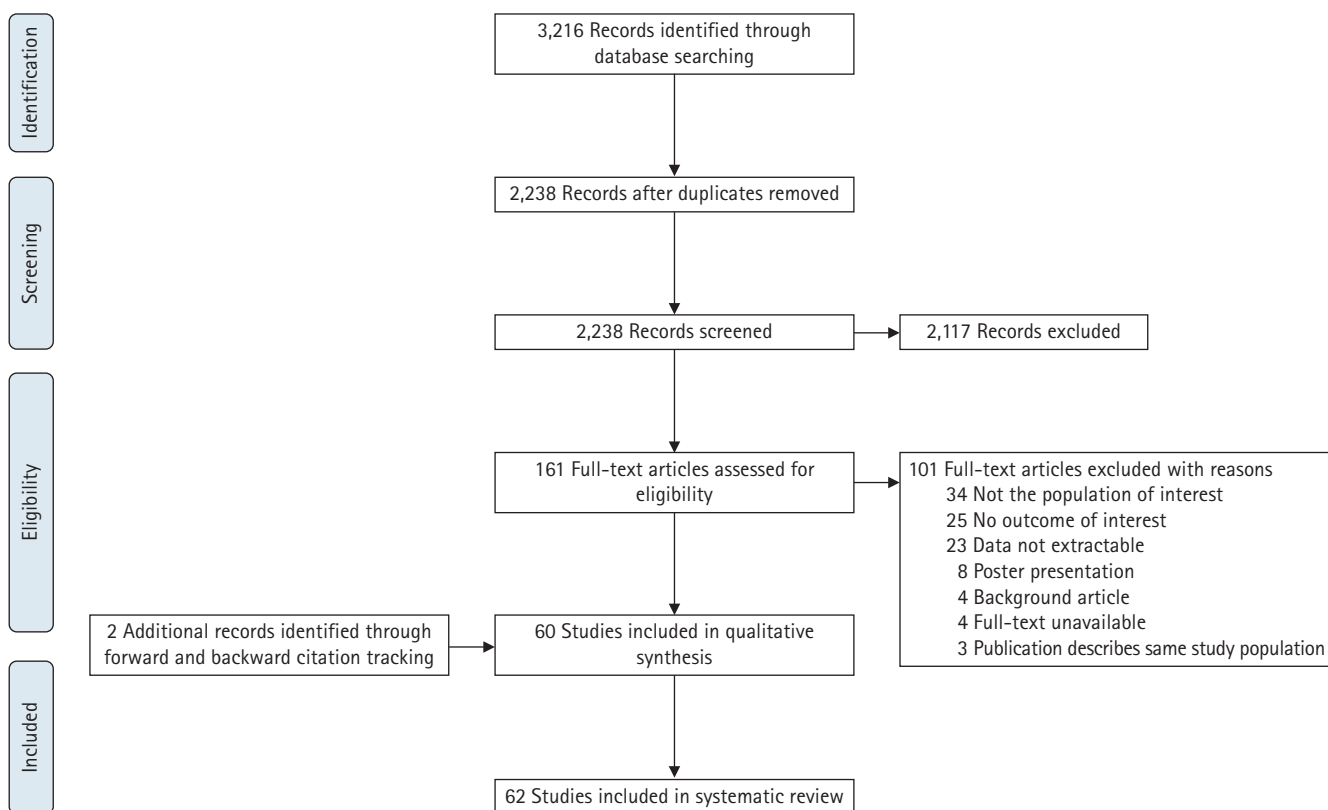 Identification
3,216 Records identified through
database searching
Screening
2,238 Records after duplicates removed
2,238 Records screened
2,117 Records excluded
Eligibility
161 Full-text articles assessed for
eligibility
101 Full-text articles excluded with reasons
34 Not the population of interest
25 No outcome of interest
23 Data not extractable
8 Poster presentation
4 Background article
4 Full-text unavailable
3 Publication describes same study population
2 Additional records identified through
forward and backward citation tracking
60 Studies included in qualitative
synthesis
Included
62 Studies included in systematic review